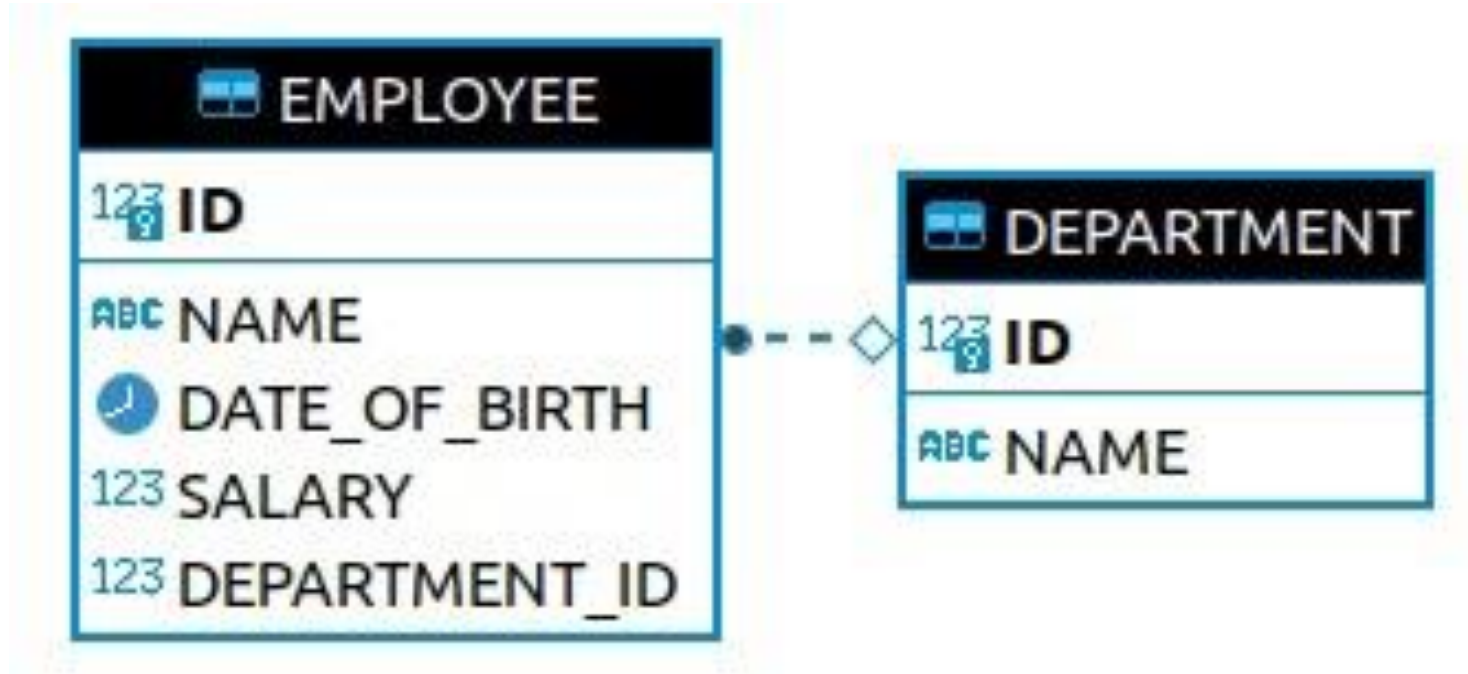 EMPLOYEE
123 ID
ABC NAME
DATE_OF_BIRTH
123 SALARY
123 DEPARTMENT_ID
DEPARTMENT
123 ID
ABC NAME